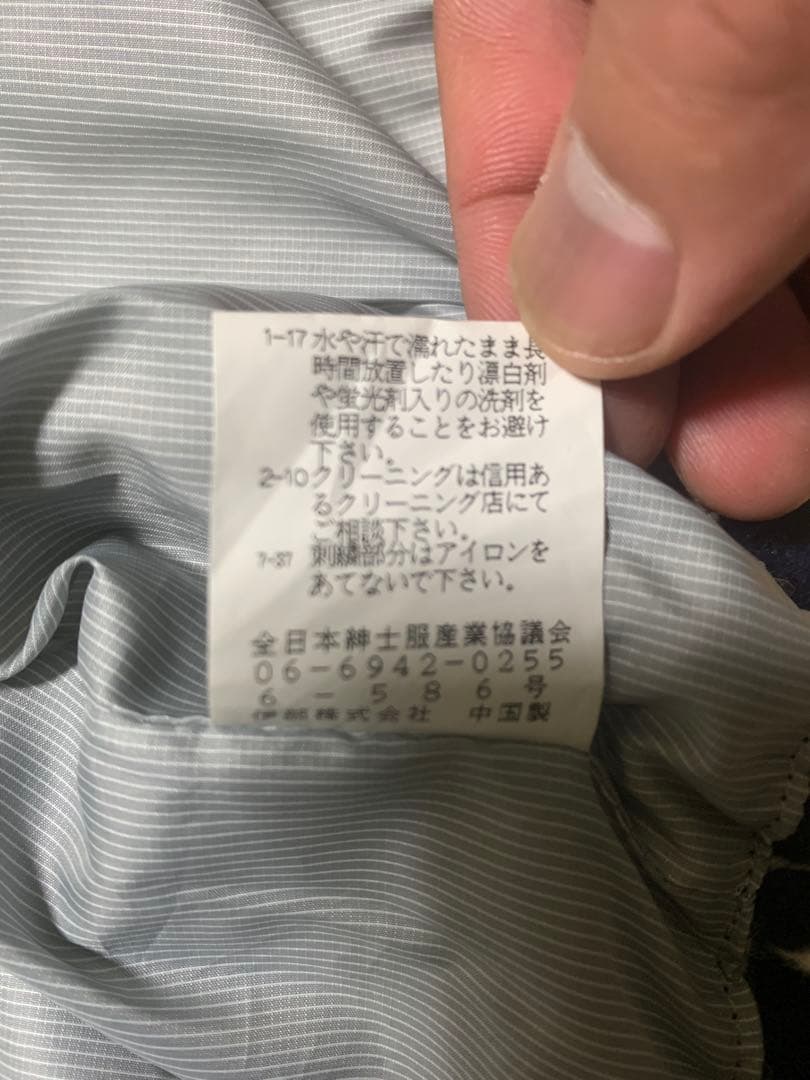 1-17 水や汗で濡れたまま長
時間放置したり漂白剤
や蛍光剤入りの洗剤を
使用することをお避け
下さい。
2-10 クリーニングは信用あ
るクリーニング店にて
ご相談下さい。
7-37 刺繍部分はアイロンを
あてないで下さい。
全日本紳士服産業協議会
06-6942-0255
6-586号
株式会社 中国製